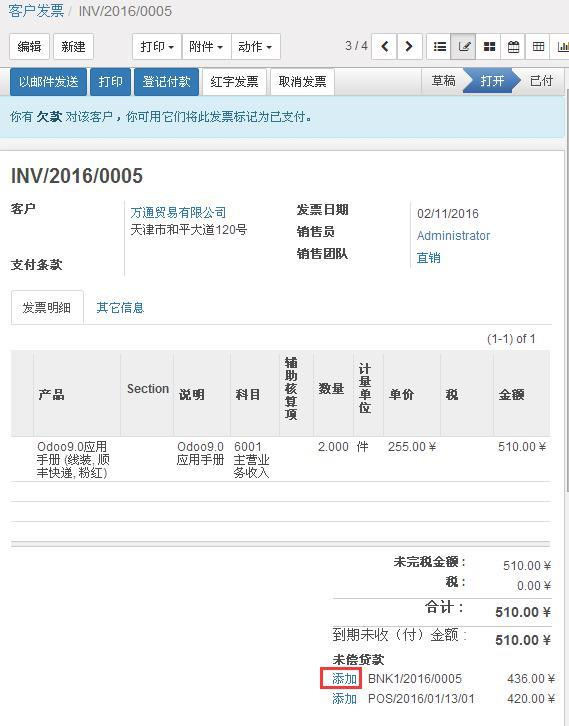 客户发票 / INV/2016/0005
编辑 新建 打印 附件 动作 3 / 4
以邮件发送 打印 登记付款 红字发票 取消发票 草稿 打开 已付
你有 欠款 对该客户，你可用它们将此发票标记为已支付。
INV/2016/0005
客户 万通贸易有限公司 发票日期 02/11/2016
天津市和平大道120号 销售员 Administrator
支付条款 销售团队 直销
发票明细 其它信息
(1-1) of 1
产品 Section 说明 科目 辅助核算项 数量 计量单位 单价 税 金额
Odoo9.0应用 Odoo9.0 6001 2.000 件 255.00 ¥ 510.00 ¥
手册 (线装, 顺 应用手册 主营业
丰快递, 粉红) 务收入
未完税金额 : 510.00 ¥
税 : 0.00 ¥
合计 : 510.00 ¥
到期未收（付）金额 : 510.00 ¥
未偿贷款
添加 BNK1/2016/0005 436.00 ¥
添加 POS/2016/01/13/01 420.00 ¥